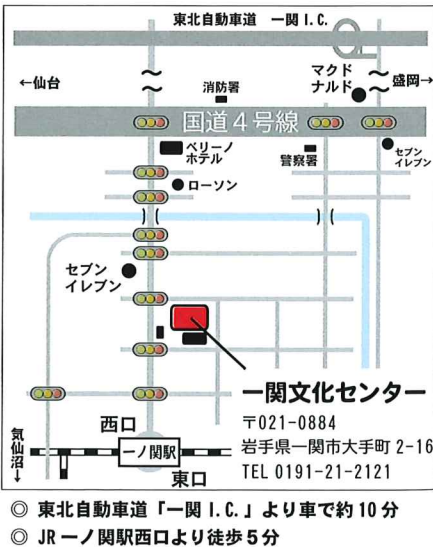 東北自動車道 一関I.C.
←仙台
消防署
マクド
ナルド
盛岡→
国道4号線
ベリーノ
ホテル
警察署
セブン
イレブン
ローソン
セブン
イレブン
一関文化センター
〒021-0884
岩手県一関市大手町 2-16
TEL 0191-21-2121
西口
一ノ関駅
東口
気仙沼→
◎ 東北自動車道「一関 I.C.」より車で約10分
◎ JR 一ノ関駅西口より徒歩5分